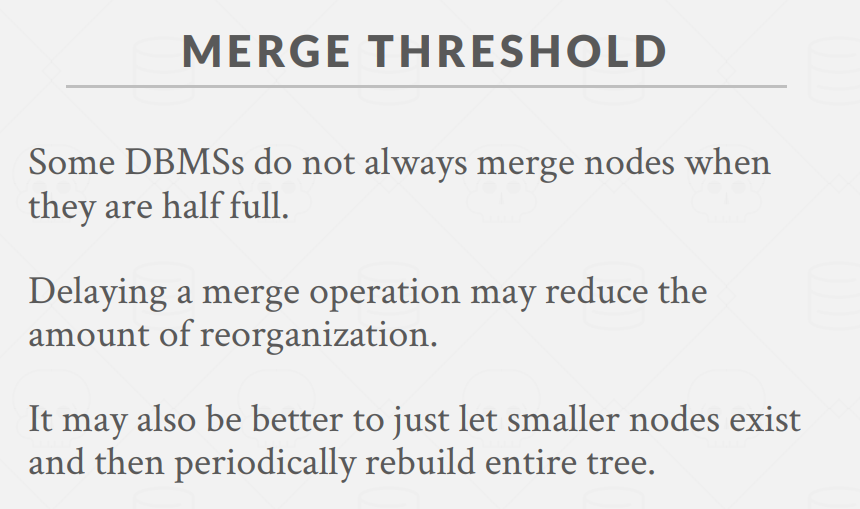 MERGE THRESHOLD
Some DBMSs do not always merge nodes when
they are half full.
Delaying a merge operation may reduce the
amount of reorganization.
It may also be better to just let smaller nodes exist
and then periodically rebuild entire tree.